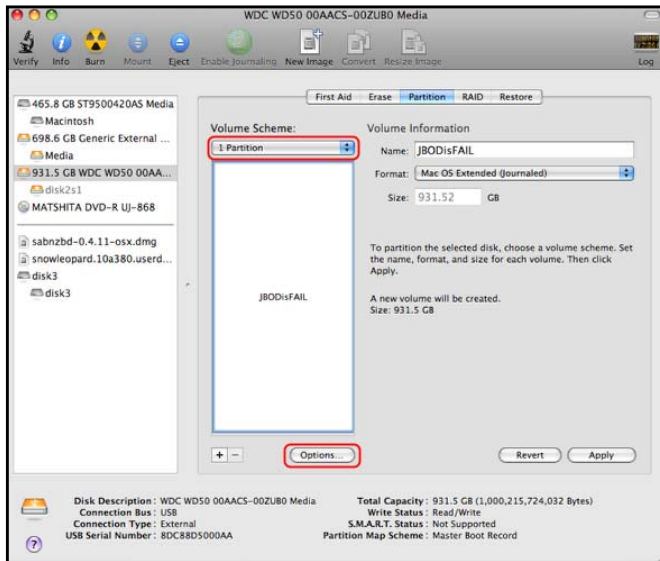 WDC WD50 00AACS-00ZUB0 Media
Verify Info Burn Mount Eject Enable Journaling New Image Convert Resize Image Log
465.8 GB ST9500420AS Media
Macintosh
698.6 GB Generic External ...
Media
931.5 GB WDC WD50 00AA...
disk2s1
MATSHITA DVD-R UJ-868
sabnzbd-0.4.11-osx.dmg
snowleopard.10a380.userd...
disk3
disk3
First Aid Erase Partition RAID Restore
Volume Scheme:
1 Partition
JBODisFAIL
+ -
Options...
Volume Information
Name: JBODisFAIL
Format: Mac OS Extended (Journaled)
Size: 931.52 GB
To partition the selected disk, choose a volume scheme. Set
the name, format, and size for each volume. Then click
Apply.
A new volume will be created.
Size: 931.5 GB
Revert Apply
Disk Description : WDC WD50 00AACS-00ZUB0 Media
Connection Bus : USB
Connection Type : External
USB Serial Number : 8DC88D5000AA
Total Capacity : 931.5 GB (1,000,215,724,032 Bytes)
Write Status : Read/Write
S.M.A.R.T. Status : Not Supported
Partition Map Scheme : Master Boot Record
?